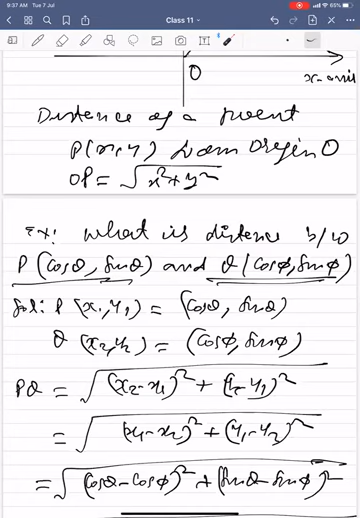 9:37 AM Tue 7 Jul
65%
Class 11
O
x-axis
Distance of a point
P(x,y) from Origin O
OP = √x²+y²
Ex: What is distance b/w
P (Cosθ, Sinθ) and Q (Cosϕ, Sinϕ)
Sol: P (x₁,y₁) = (Cosθ, Sinθ)
Q (x₂,y₂) = (Cosϕ, Sinϕ)
PQ = √(x₂-x₁)²+(y₂-y₁)²
= √(x₁-x₂)²+(y₁-y₂)²
= √(Cosθ-Cosϕ)²+(Sinθ-Sinϕ)²